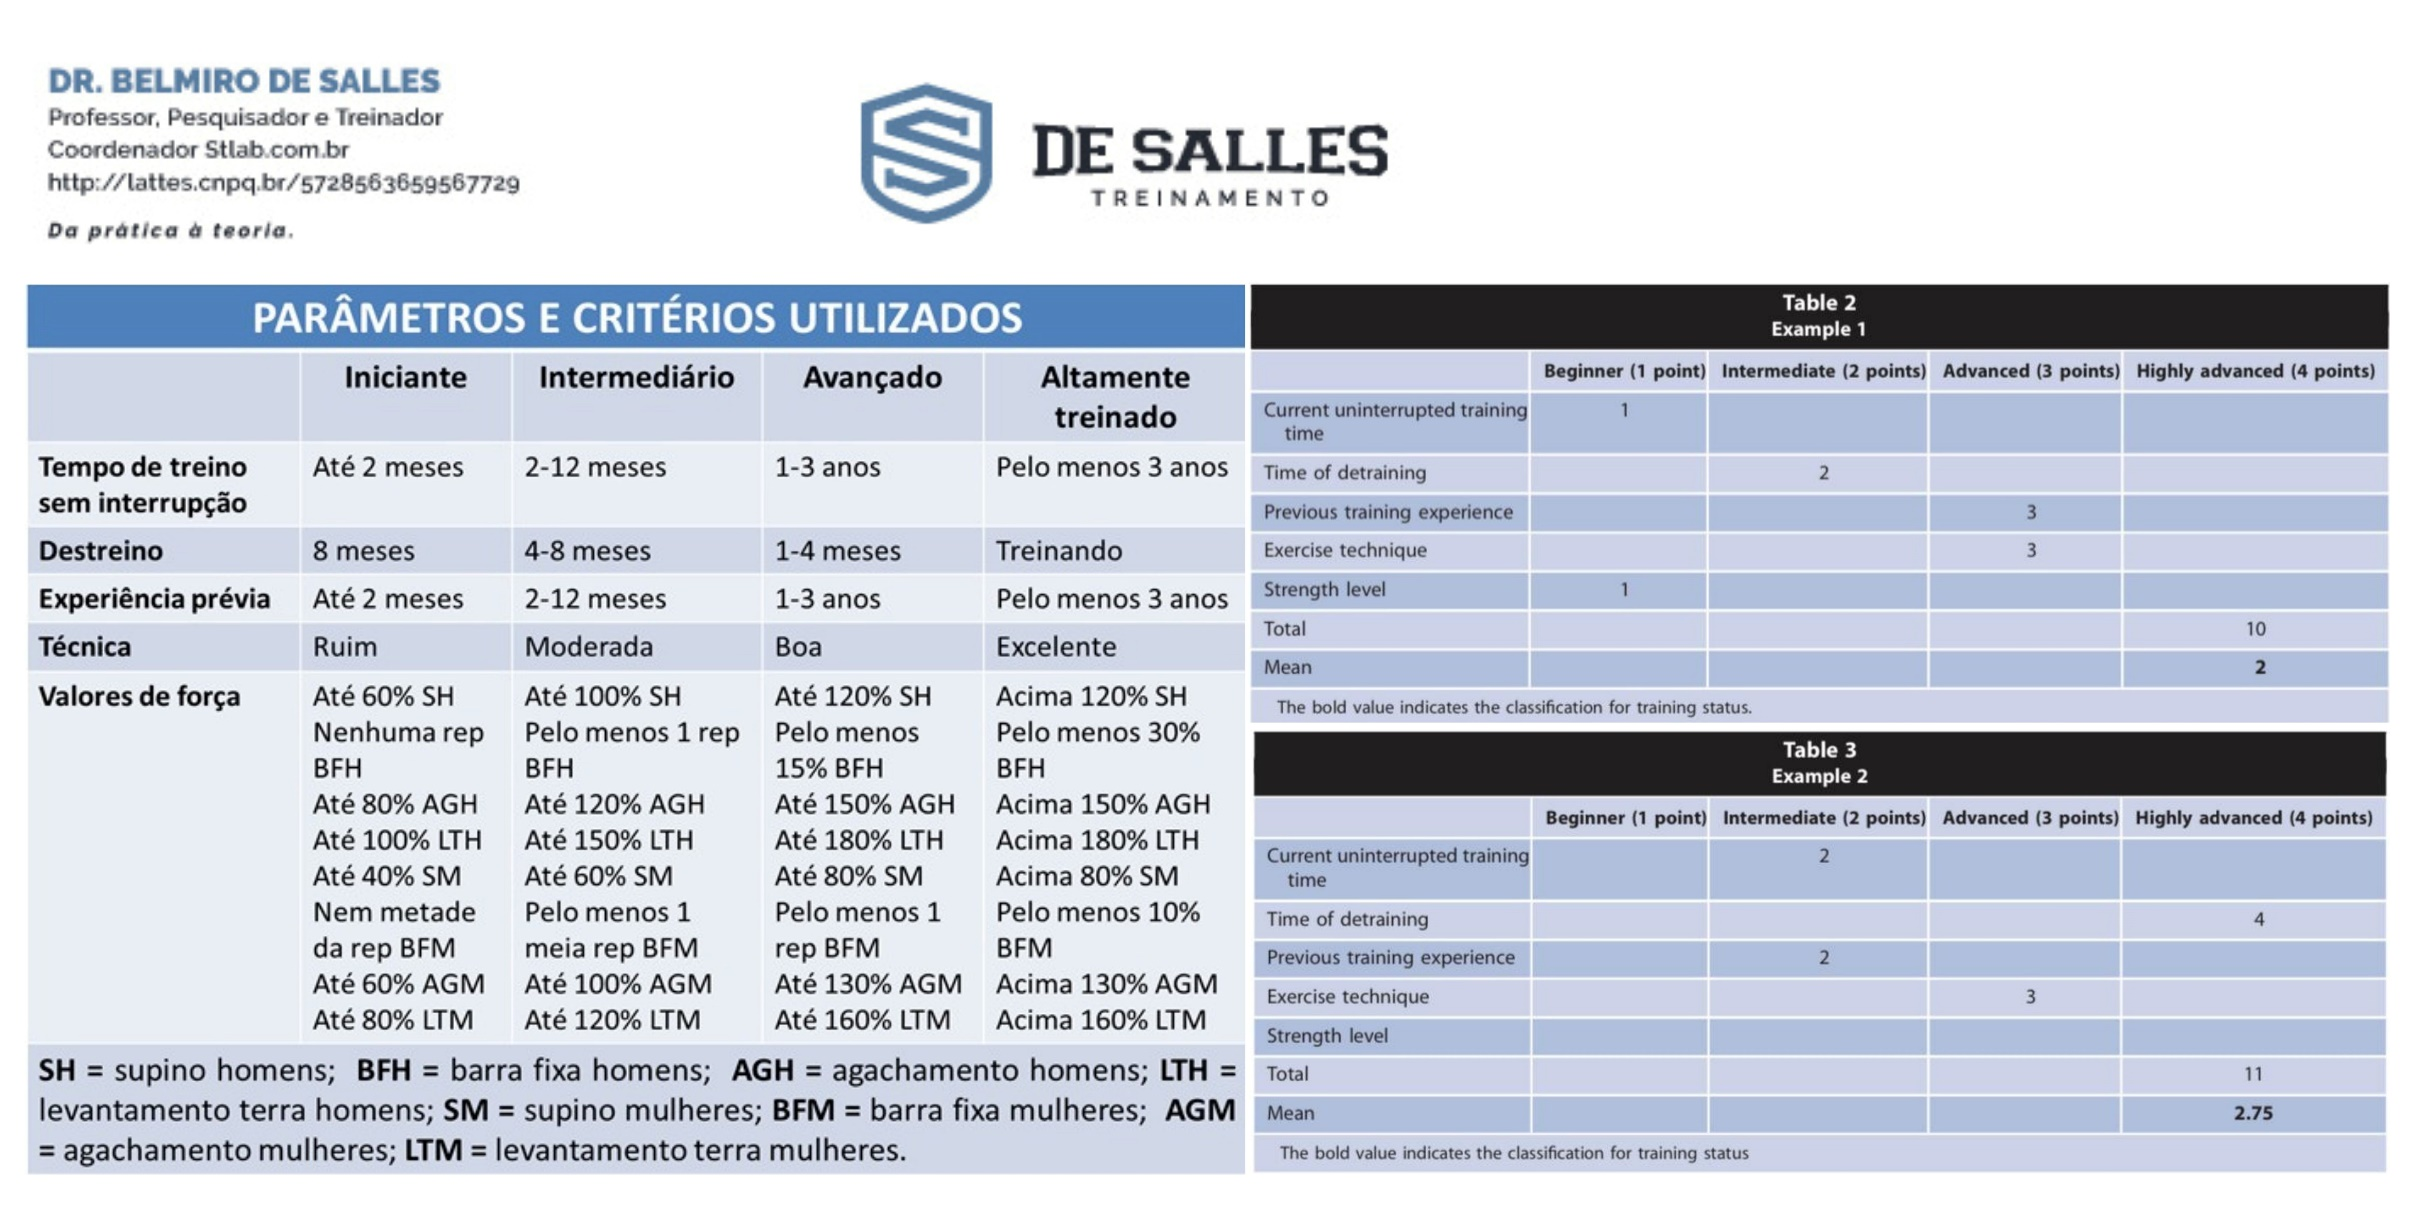 DR. BELMIRO DE SALLES
Professor, Pesquisador e Treinador
Coordenador Stlab.com.br
http://lattes.cnpq.br/5728563659567729
Da prática à teoria.
DE SALLES
TREINAMENTO
PARÂMETROS E CRITÉRIOS UTILIZADOS
Iniciante Intermediário Avançado Altamente
treinado
Tempo de treino Até 2 meses 2-12 meses 1-3 anos Pelo menos 3 anos
sem interrupção
Destreino 8 meses 4-8 meses 1-4 meses Treinando
Experiência prévia Até 2 meses 2-12 meses 1-3 anos Pelo menos 3 anos
Técnica Ruim Moderada Boa Excelente
Valores de força Até 60% SH Até 100% SH Até 120% SH Acima 120% SH
Nenhuma rep Pelo menos 1 rep Pelo menos Pelo menos 30%
BFH BFH 15% BFH BFH
Até 80% AGH Até 120% AGH Até 150% AGH Acima 150% AGH
Até 100% LTH Até 150% LTH Até 180% LTH Acima 180% LTH
Até 40% SM Até 60% SM Até 80% SM Acima 80% SM
Nem metade Pelo menos 1 Pelo menos 1 Pelo menos 10%
da rep BFM meia rep BFM rep BFM BFM
Até 60% AGM Até 100% AGM Até 130% AGM Acima 130% AGM
Até 80% LTM Até 120% LTM Até 160% LTM Acima 160% LTM
SH = supino homens; BFH = barra fixa homens; AGH = agachamento homens; LTH =
levantamento terra homens; SM = supino mulheres; BFM = barra fixa mulheres; AGM
= agachamento mulheres; LTM = levantamento terra mulheres.
Table 2
Example 1
Beginner (1 point) Intermediate (2 points) Advanced (3 points) Highly advanced (4 points)
Current uninterrupted training 1
time
Time of detraining 2
Previous training experience 3
Exercise technique 3
Strength level 1
Total 10
Mean 2
The bold value indicates the classification for training status.
Table 3
Example 2
Beginner (1 point) Intermediate (2 points) Advanced (3 points) Highly advanced (4 points)
Current uninterrupted training 2
time
Time of detraining 4
Previous training experience 2
Exercise technique 3
Strength level
Total 11
Mean 2.75
The bold value indicates the classification for training status